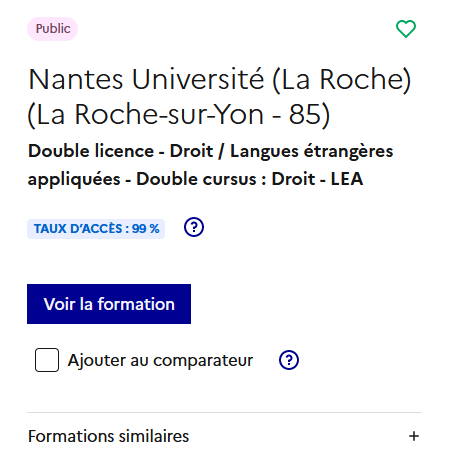 Public
Nantes Université (La Roche)
(La Roche-sur-Yon - 85)
Double licence - Droit / Langues étrangères
appliquées - Double cursus : Droit - LEA
TAUX D’ACCÈS : 99 % ?
Voir la formation
Ajouter au comparateur ?
Formations similaires +